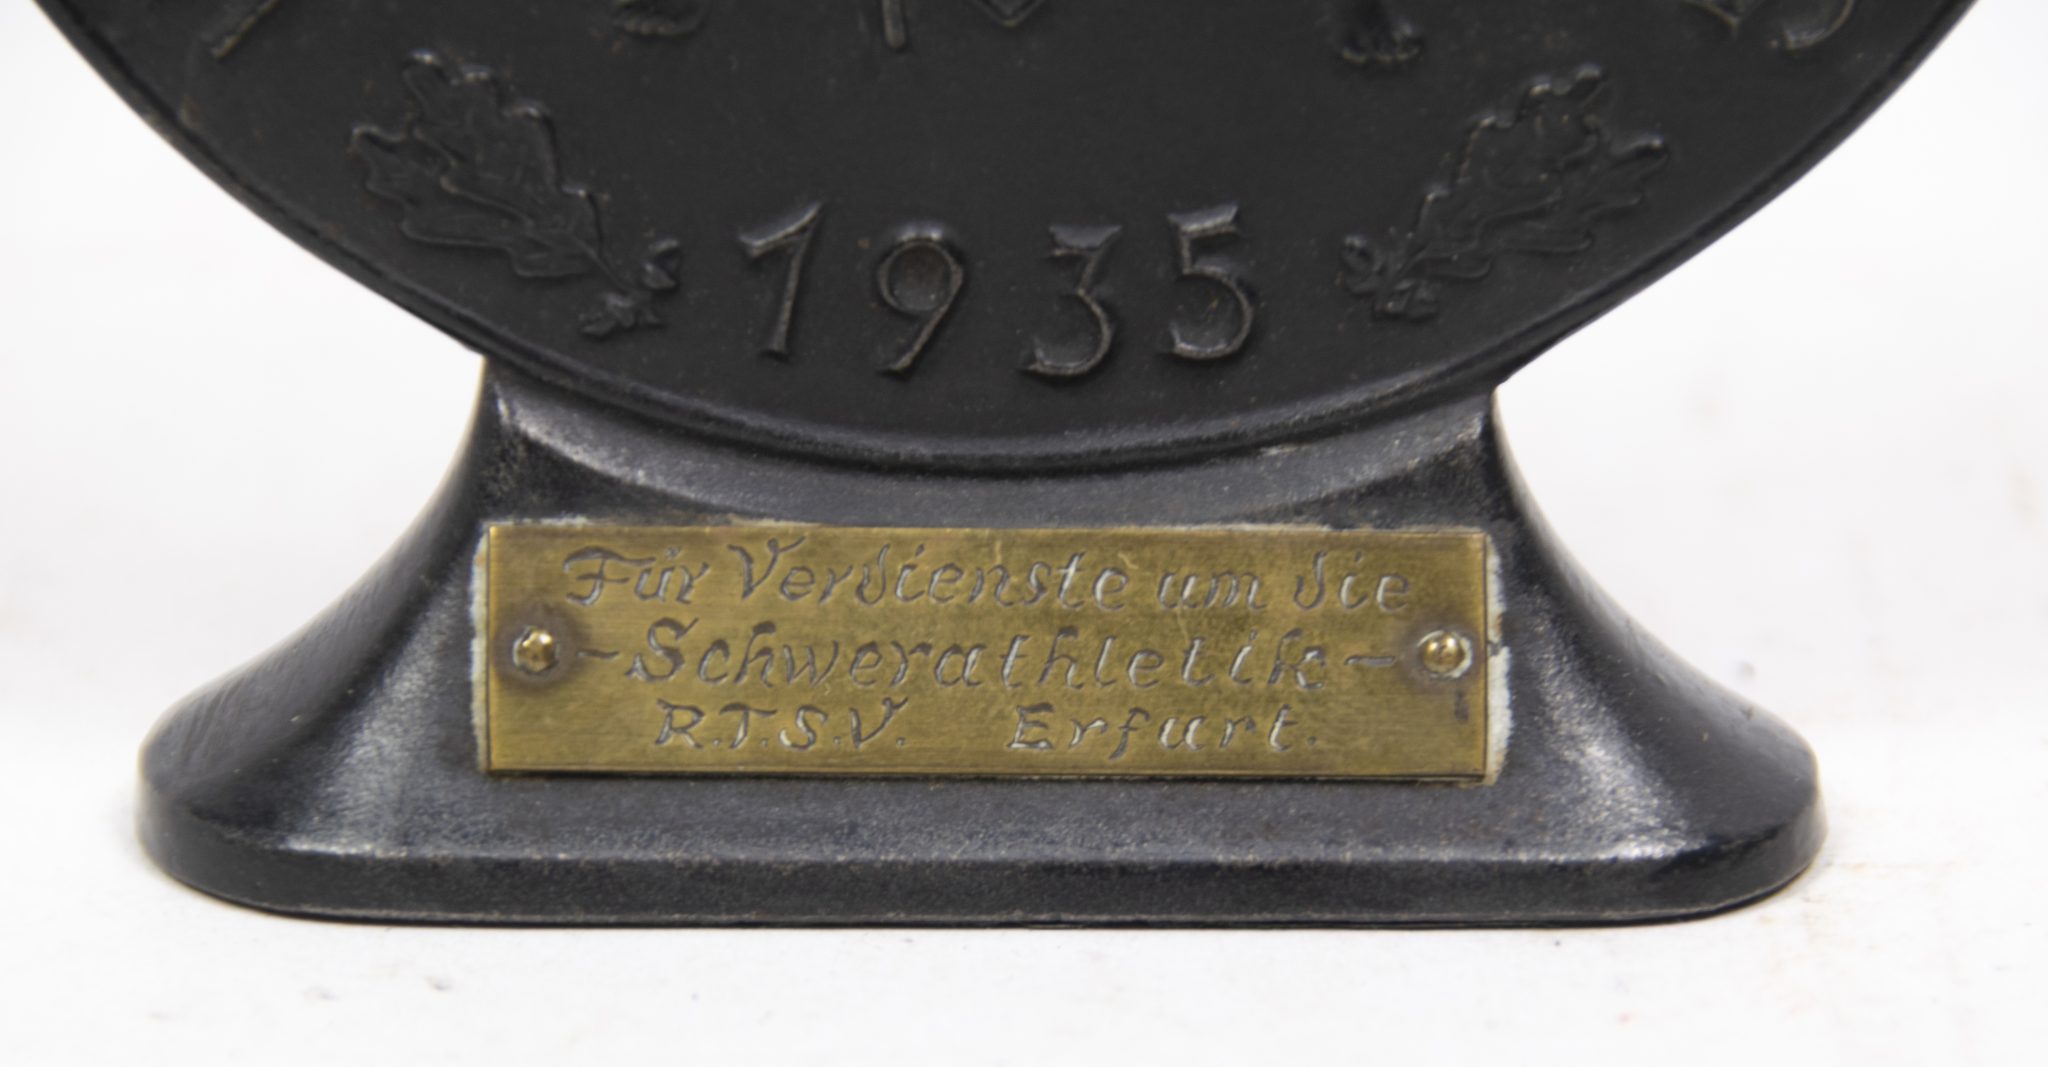 1935
Für Verdienste um die
- Schwerathletik -
R.T.S.V. Erfurt.